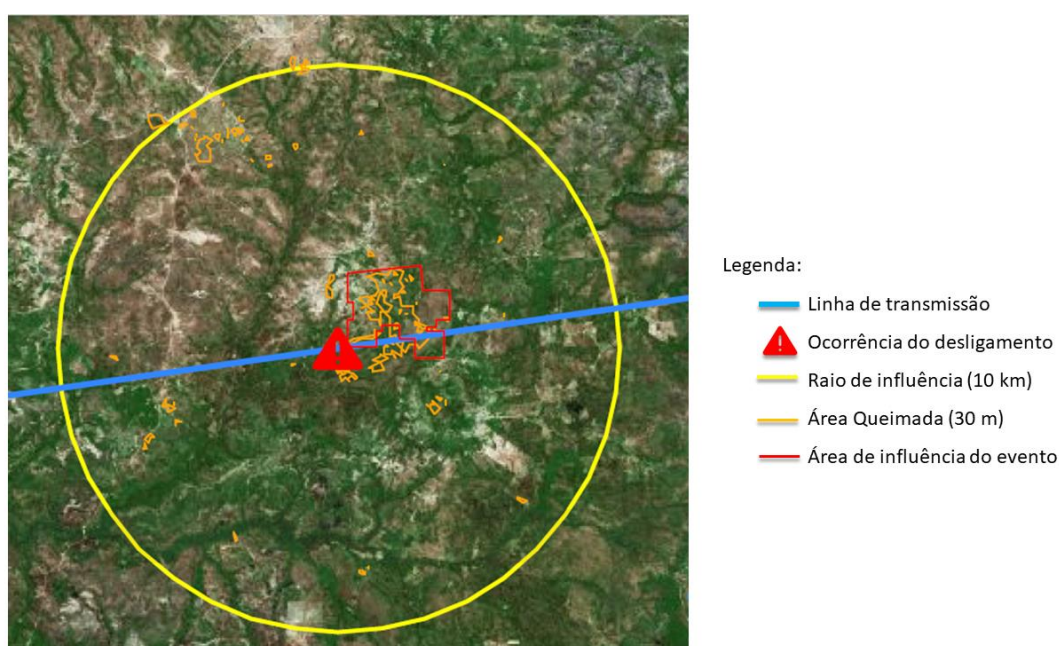 Legenda:
Linha de transmissão
Ocorrência do desligamento
Raio de influência (10 km)
Área Queimada (30 m)
Área de influência do evento